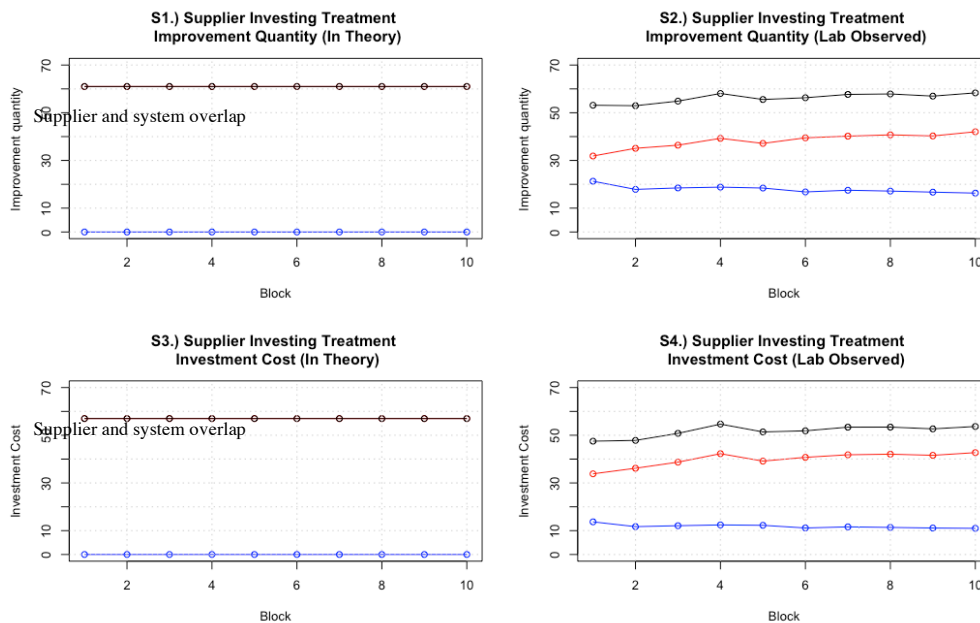 S1.) Supplier Investing Treatment
Improvement Quantity (In Theory)
Improvement quantity
70
50
30
10
0
Supplier and system overlap
2
4
6
8
10
Block
S2.) Supplier Investing Treatment
Improvement Quantity (Lab Observed)
Improvement Quantity
70
50
30
10
0
2
4
6
8
10
Block
S3.) Supplier Investing Treatment
Investment Cost (In Theory)
Investment Cost
70
50
30
10
0
Supplier and system overlap
2
4
6
8
10
Block
S4.) Supplier Investing Treatment
Investment Cost (Lab Observed)
Investment Cost
70
50
30
10
0
2
4
6
8
10
Block